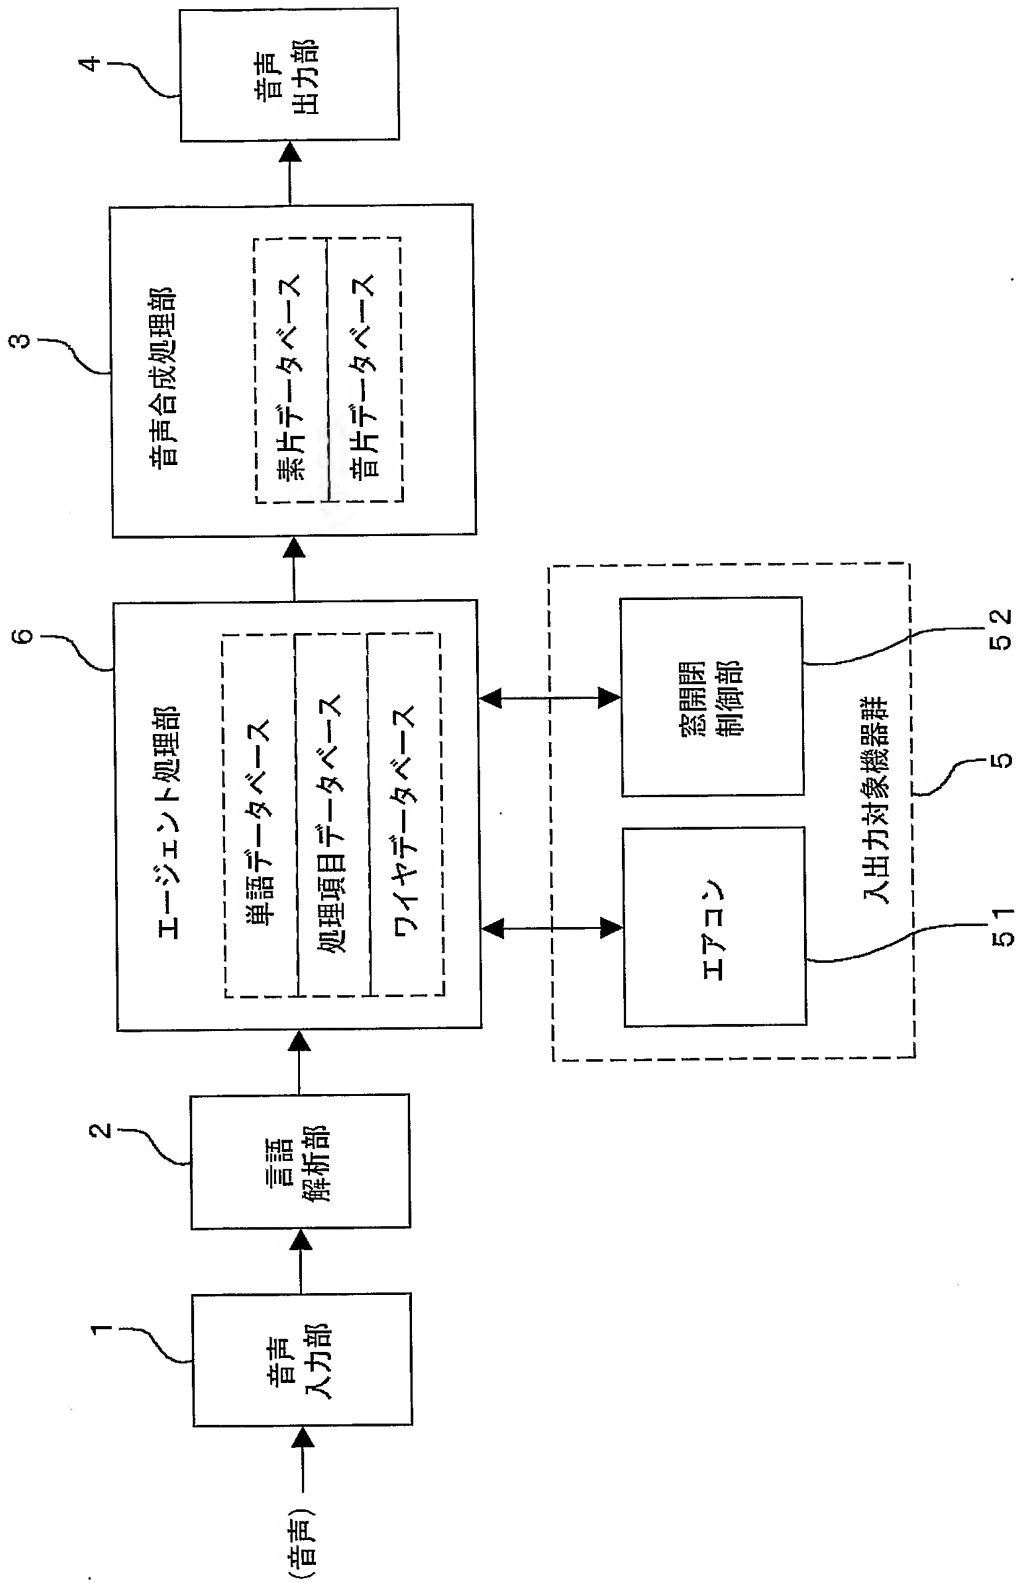 (音声)
1
音声
入力部
2
言語
解析部
6
エージェント処理部
単語データベース
処理項目データベース
ワイヤデータベース
3
音声合成処理部
素片データベース
音片データベース
4
音声
出力部
エアコン
51
窓開閉
制御部
52
入出力対象機器群
5